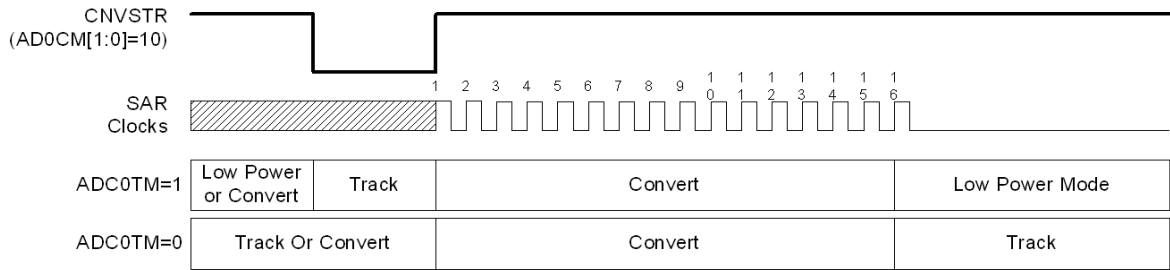 CNVSTR
(AD0CM[1:0]=10)
1 2 3 4 5 6 7 8 9 10 11 12 13 14 15 16
SAR
Clocks
ADC0TM=1
Low Power
or Convert
Track
Convert
Low Power Mode
ADC0TM=0
Track Or Convert
Convert
Track